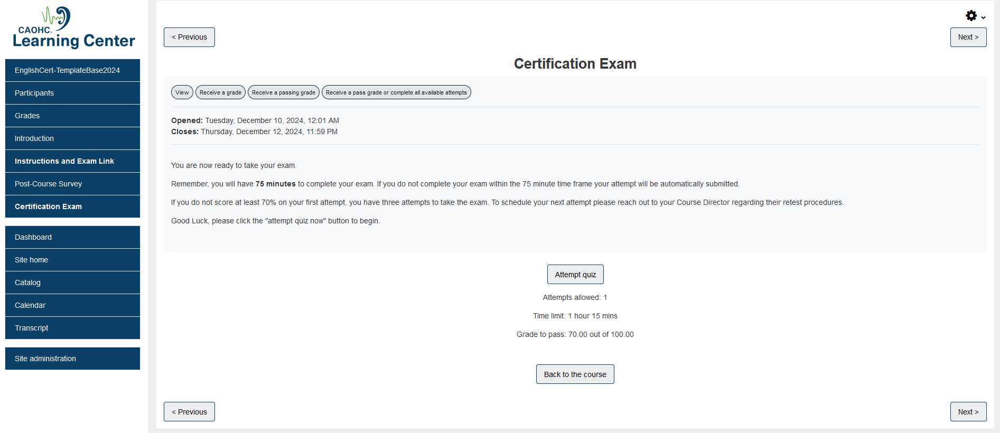 CAOHC
Learning Center
EnglishCert-TemplateBase2024
Participants
Grades
Introduction
Instructions and Exam Link
Post-Course Survey
Certification Exam
Dashboard
Site home
Catalog
Calendar
Transcript
Site administration
< Previous
Next >
Certification Exam
View
Receive a grade
Receive a passing grade
Receive a pass grade or complete all available attempts
Opened: Tuesday, December 10, 2024, 12:01 AM
Closes: Thursday, December 12, 2024, 11:59 PM
You are now ready to take your exam.
Remember, you will have 75 minutes to complete your exam. If you do not complete your exam within the 75 minute time frame your attempt will be automatically submitted.
If you do not score at least 70% on your first attempt, you have three attempts to take the exam. To schedule your next attempt please reach out to your Course Director regarding their retest procedures.
Good Luck, please click the "attempt quiz now" button to begin.
Attempt quiz
Attempts allowed: 1
Time limit: 1 hour 15 mins
Grade to pass: 70.00 out of 100.00
Back to the course
< Previous
Next >